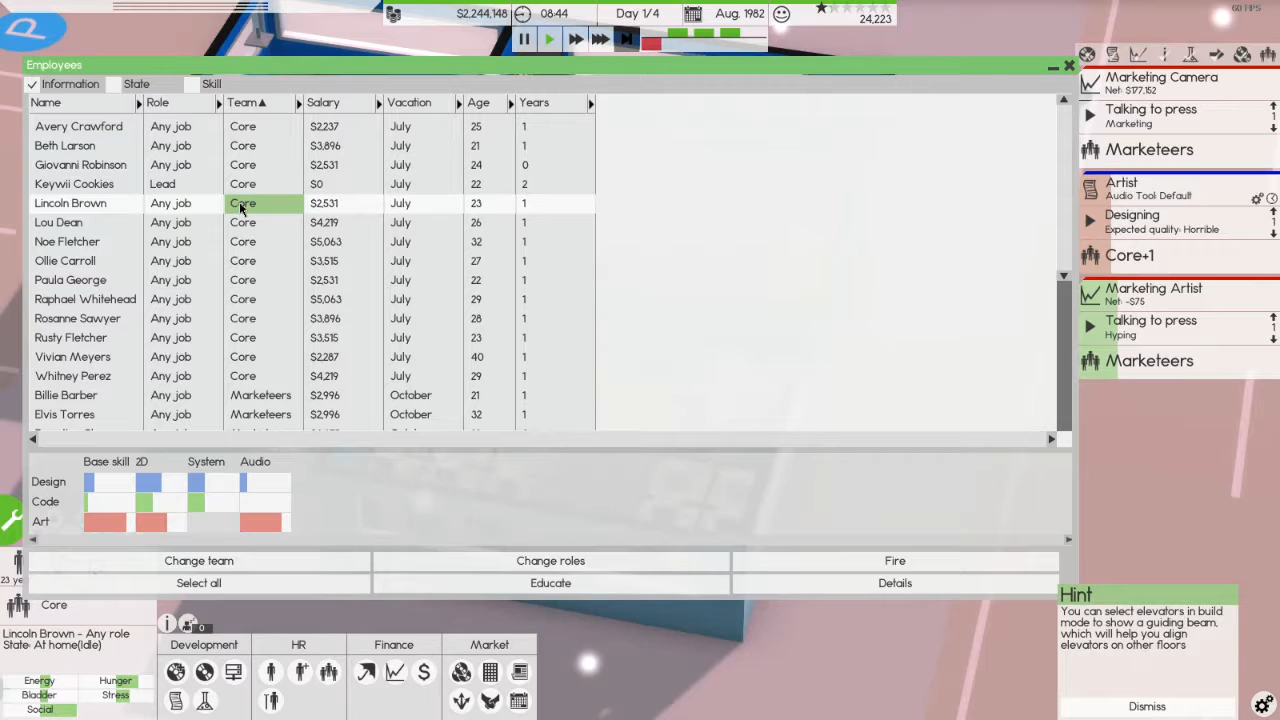 $2,244,148
08:44
Day 1/4
Aug. 1982
24,223
60 FPS
Employees
Information
State
Skill
Name
Role
Team▲
Salary
Vacation
Age
Years
Avery Crawford Any job Core $2,237 July 25 1
Beth Larson Any job Core $3,896 July 21 1
Giovanni Robinson Any job Core $2,531 July 24 0
Keywii Cookies Lead Core $0 July 22 2
Lincoln Brown Any job Core $2,531 July 23 1
Lou Dean Any job Core $4,219 July 26 1
Noe Fletcher Any job Core $5,063 July 32 1
Ollie Carroll Any job Core $3,515 July 27 1
Paula George Any job Core $2,531 July 22 1
Raphael Whitehead Any job Core $5,063 July 29 1
Rosanne Sawyer Any job Core $3,896 July 28 1
Rusty Fletcher Any job Core $3,515 July 23 1
Vivian Meyers Any job Core $2,287 July 40 1
Whitney Perez Any job Core $4,219 July 29 1
Billie Barber Any job Marketeers $2,996 October 21 1
Elvis Torres Any job Marketeers $2,996 October 32 1
Base skill 2D System Audio
Design
Code
Art
Change team
Change roles
Fire
Select all
Educate
Details
Marketing Camera
Net: $177,152
Talking to press
Marketing
1
Marketeers
Artist
Audio Tool: Default
Designing
Expected quality: Horrible
1
Core+1
Marketing Artist
Net: -$75
Talking to press
Hyping
1
Marketeers
Hint
You can select elevators in build
mode to show a guiding beam,
which will help you align
elevators on other floors
Dismiss
23 ye
Core
Lincoln Brown - Any role
State: At home(Idle)
Energy
Hunger
Bladder
Stress
Social
0
Development
HR
Finance
Market